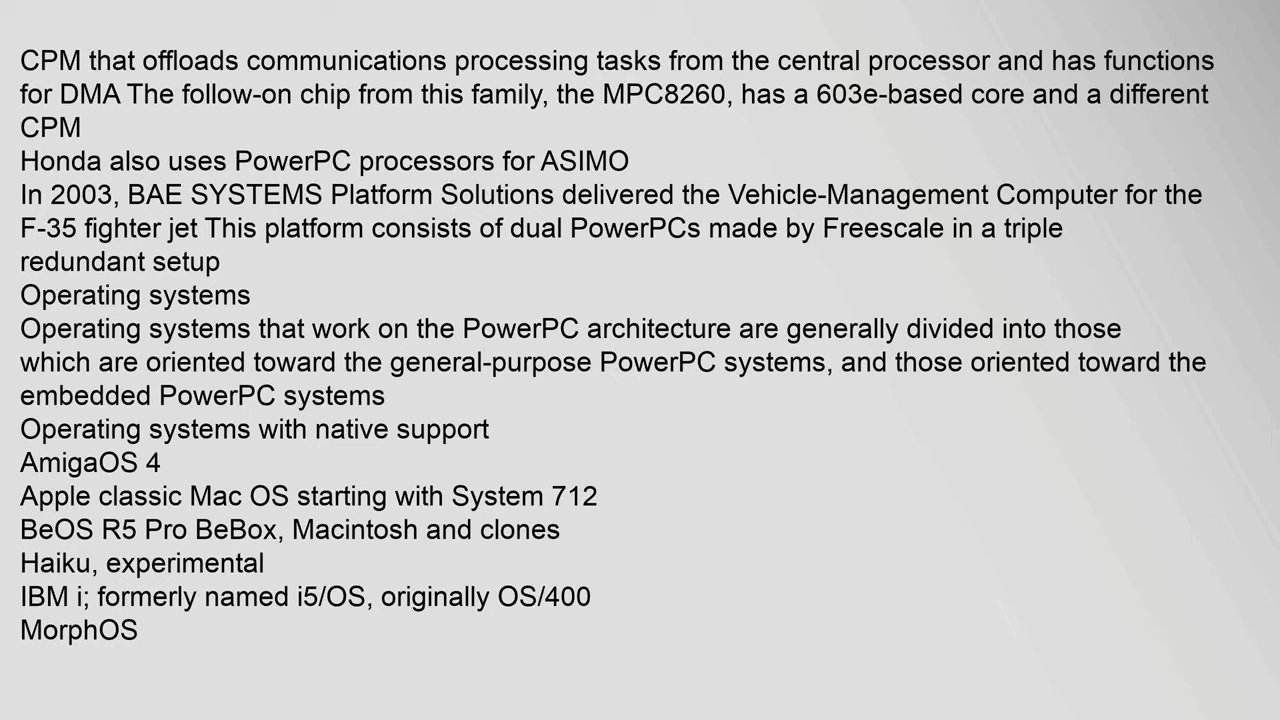 CPM that offloads communications processing tasks from the central processor and has functions
for DMA The follow-on chip from this family, the MPC8260, has a 603e-based core and a different
CPM
Honda also uses PowerPC processors for ASIMO
In 2003, BAE SYSTEMS Platform Solutions delivered the Vehicle-Management Computer for the
F-35 fighter jet This platform consists of dual PowerPCs made by Freescale in a triple
redundant setup
Operating systems
Operating systems that work on the PowerPC architecture are generally divided into those
which are oriented toward the general-purpose PowerPC systems, and those oriented toward the
embedded PowerPC systems
Operating systems with native support
AmigaOS 4
Apple classic Mac OS starting with System 712
BeOS R5 Pro BeBox, Macintosh and clones
Haiku, experimental
IBM i; formerly named i5/OS, originally OS/400
MorphOS